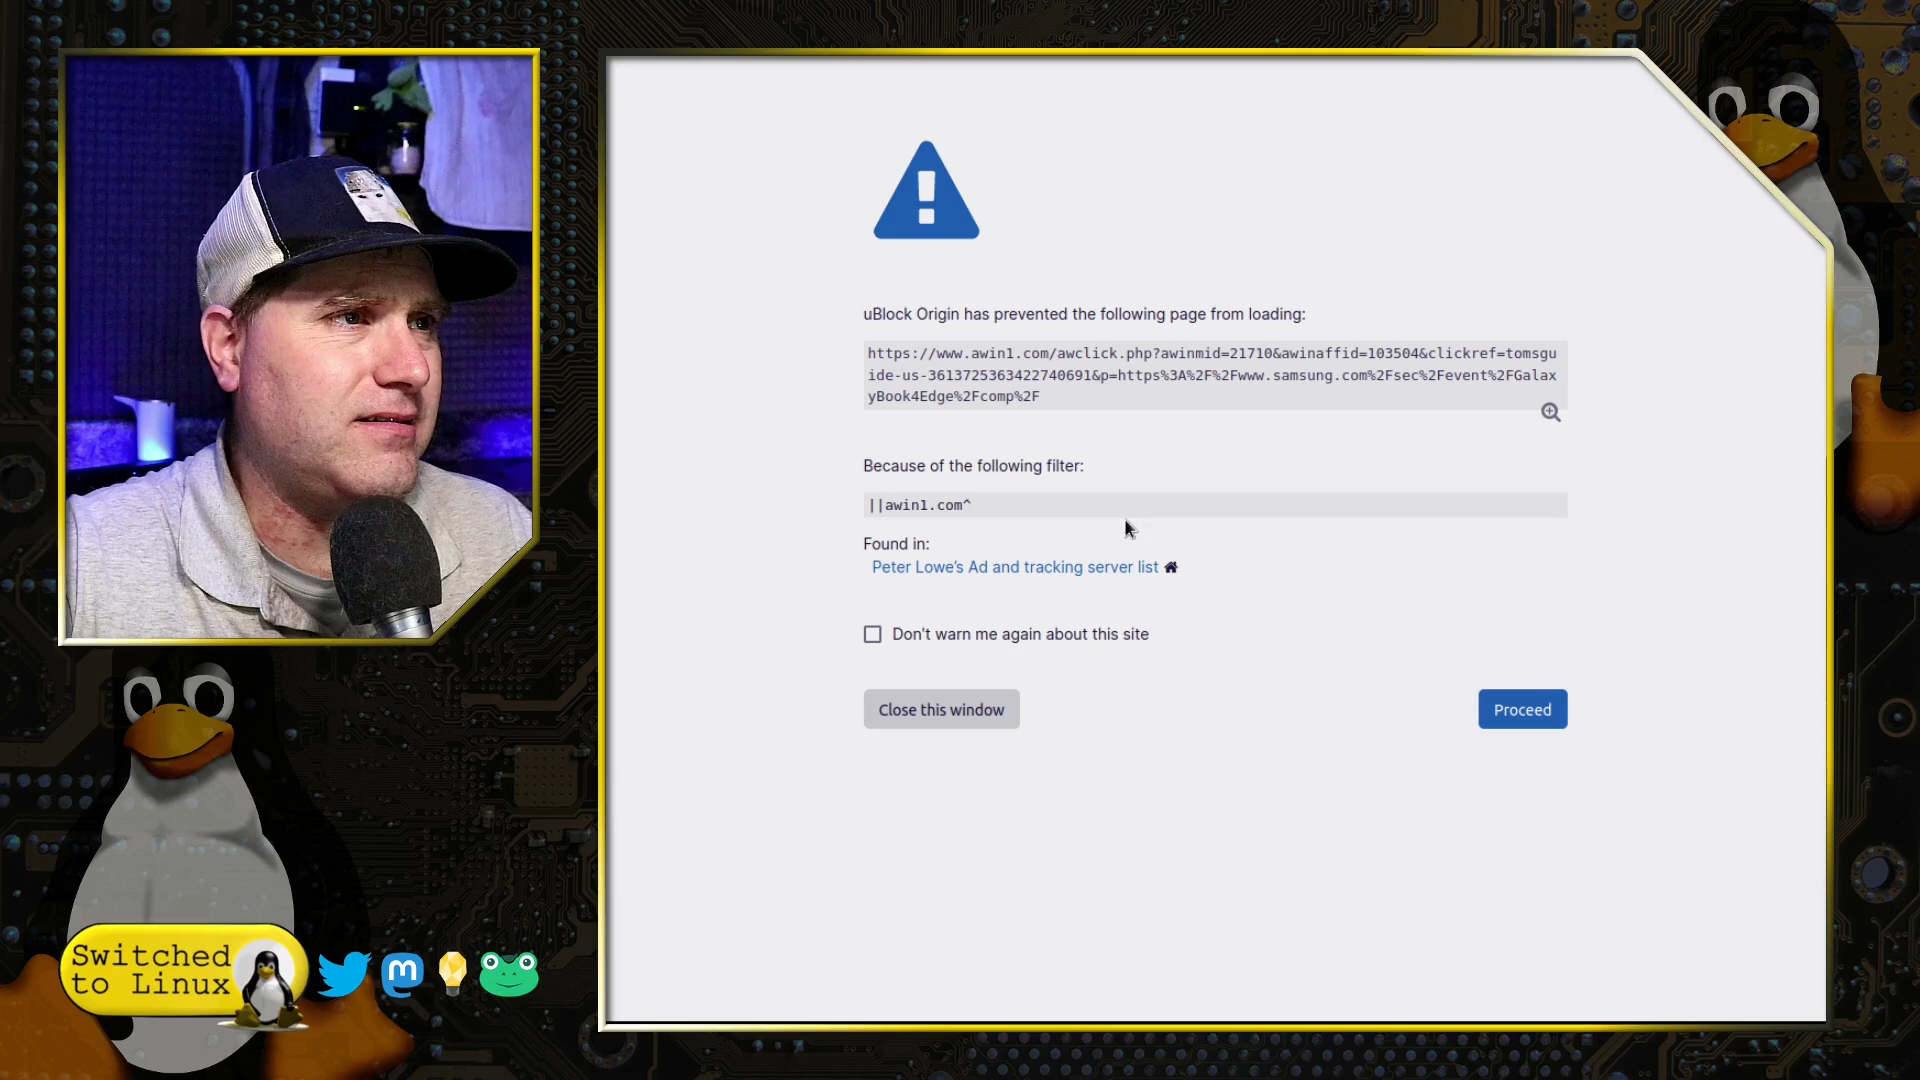 uBlock Origin has prevented the following page from loading:
https://www.awin1.com/awclick.php?awinmid=21710&awinaffid=103504&clickref=tomsgu
ide-us-3613725363422740691&p=https%3A%2F%2Fwww.samsung.com%2Fsec%2Fevent%2FGalax
yBook4Edge%2Fcomp%2F
Because of the following filter:
||awin1.com^
Found in:
Peter Lowe’s Ad and tracking server list
Don't warn me again about this site
Close this window
Proceed
Switched
to Linux